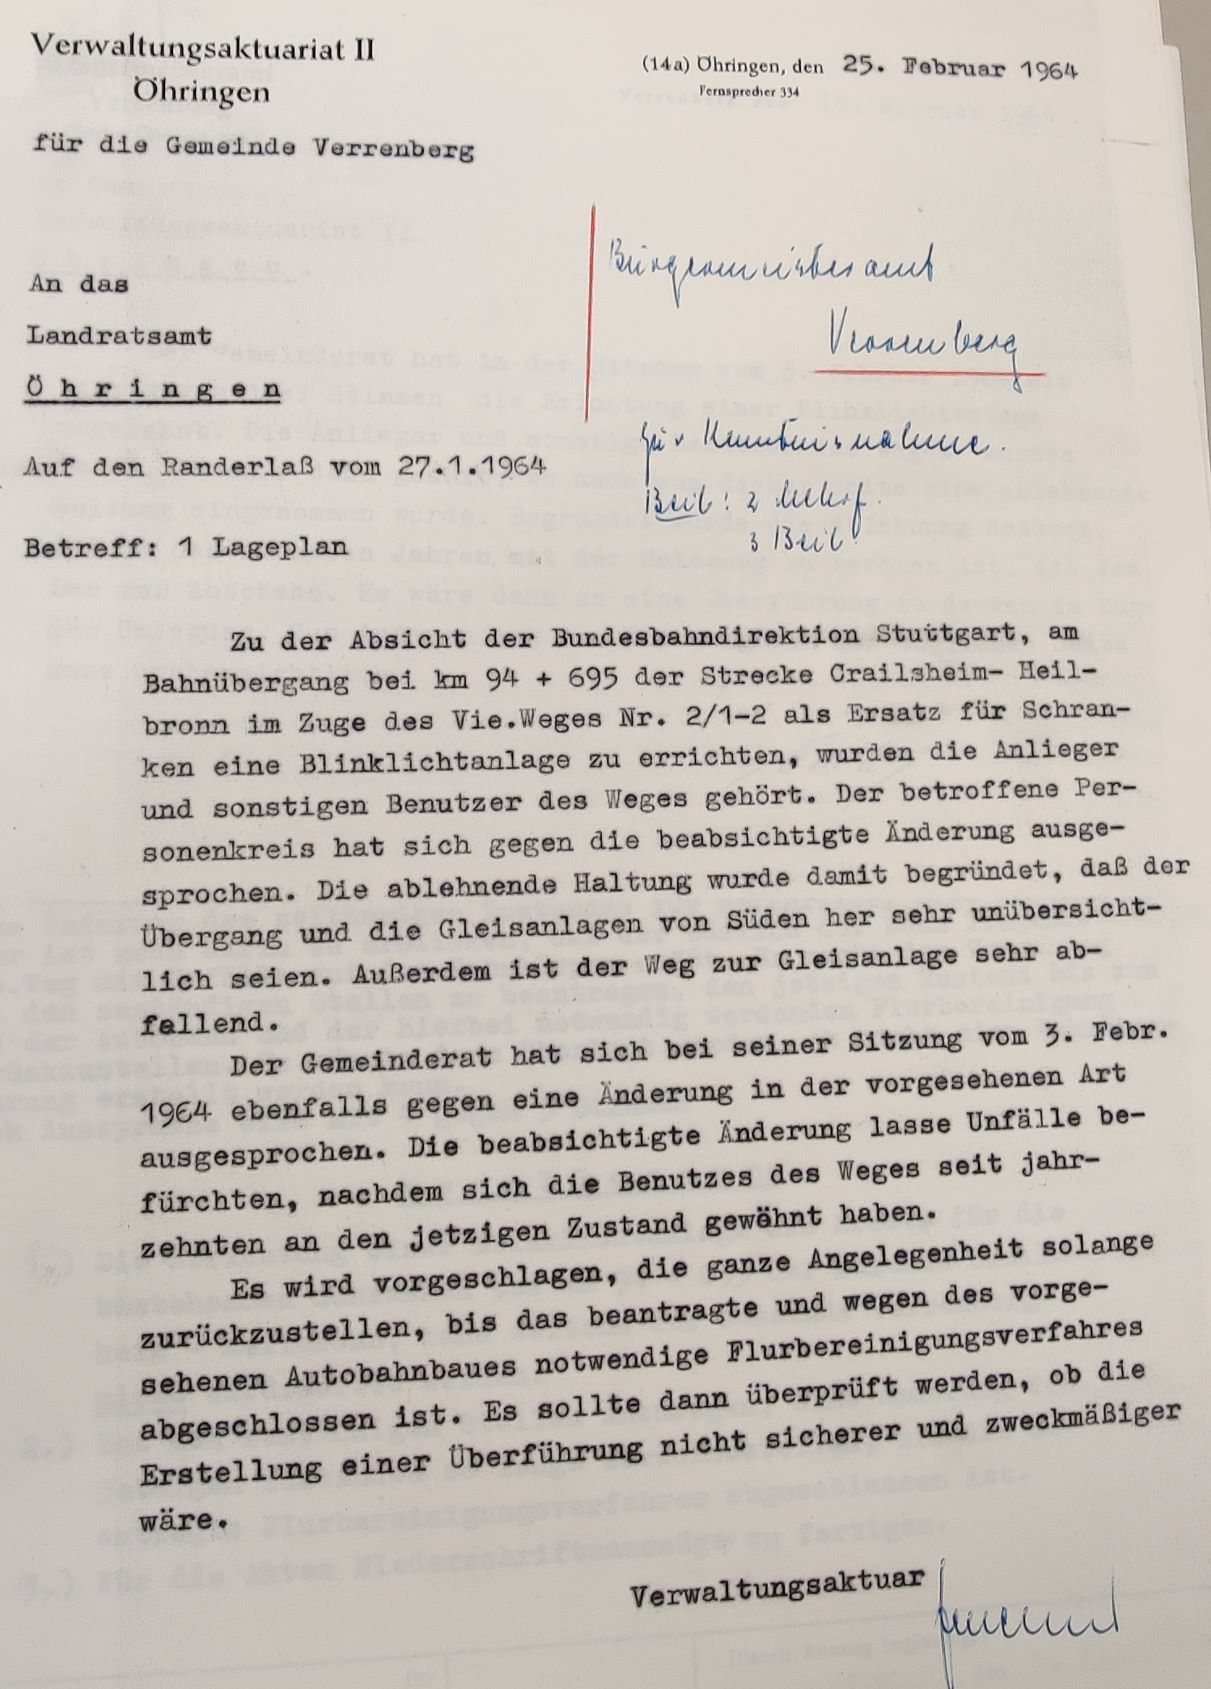 Verwaltungsaktuariat II
Öhringen
(14a) Öhringen, den 25. Februar 1964
Fernsprecher 334
für die Gemeinde Verrenberg
Bürgermeisteramt
Verrenberg
zur Kenntnisnahme.
Beil: 2
3 Beil.
An das
Landratsamt
Öhringen
Auf den Randerlaß vom 27.1.1964
Betreff: 1 Lageplan
Zu der Absicht der Bundesbahndirektion Stuttgart, am
Bahnübergang bei km 94 + 695 der Strecke Crailsheim- Heil-
bronn im Zuge des Vie.Weges Nr. 2/1-2 als Ersatz für Schran-
ken eine Blinklichtanlage zu errichten, wurden die Anlieger
und sonstigen Benutzer des Weges gehört. Der betroffene Per-
sonenkreis hat sich gegen die beabsichtigte Änderung ausge-
sprochen. Die ablehnende Haltung wurde damit begründet, daß der
Übergang und die Gleisanlagen von Süden her sehr unübersicht-
lich seien. Außerdem ist der Weg zur Gleisanlage sehr ab-
fallend.
Der Gemeinderat hat sich bei seiner Sitzung vom 3. Febr.
1964 ebenfalls gegen eine Änderung in der vorgesehenen Art
ausgesprochen. Die beabsichtigte Änderung lasse Unfälle be-
fürchten, nachdem sich die Benutzes des Weges seit jahr-
zehnten an den jetzigen Zustand gewöhnt haben.
Es wird vorgeschlagen, die ganze Angelegenheit solange
zurückzustellen, bis das beantragte und wegen des vorge-
sehenen Autobahnbaues notwendige Flurbereinigungsverfahres
abgeschlossen ist. Es sollte dann überprüft werden, ob die
Erstellung einer Überführung nicht sicherer und zweckmäßiger
wäre.
Verwaltungsaktuar